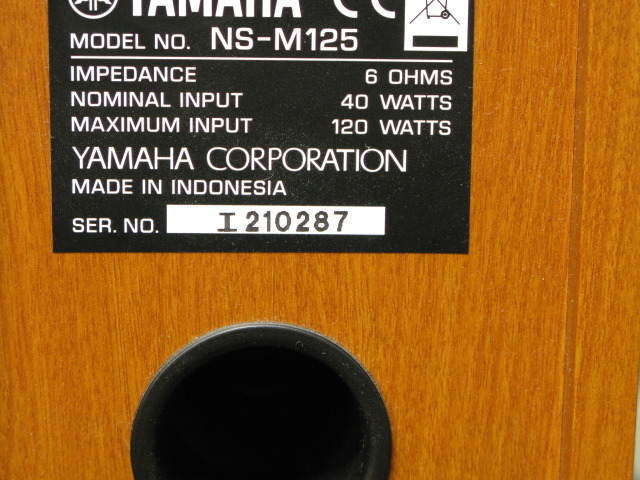 YAMAHA CE
MODEL NO. NS-M125
IMPEDANCE 6 OHMS
NOMINAL INPUT 40 WATTS
MAXIMUM INPUT 120 WATTS
YAMAHA CORPORATION
MADE IN INDONESIA
SER. NO. I 210287